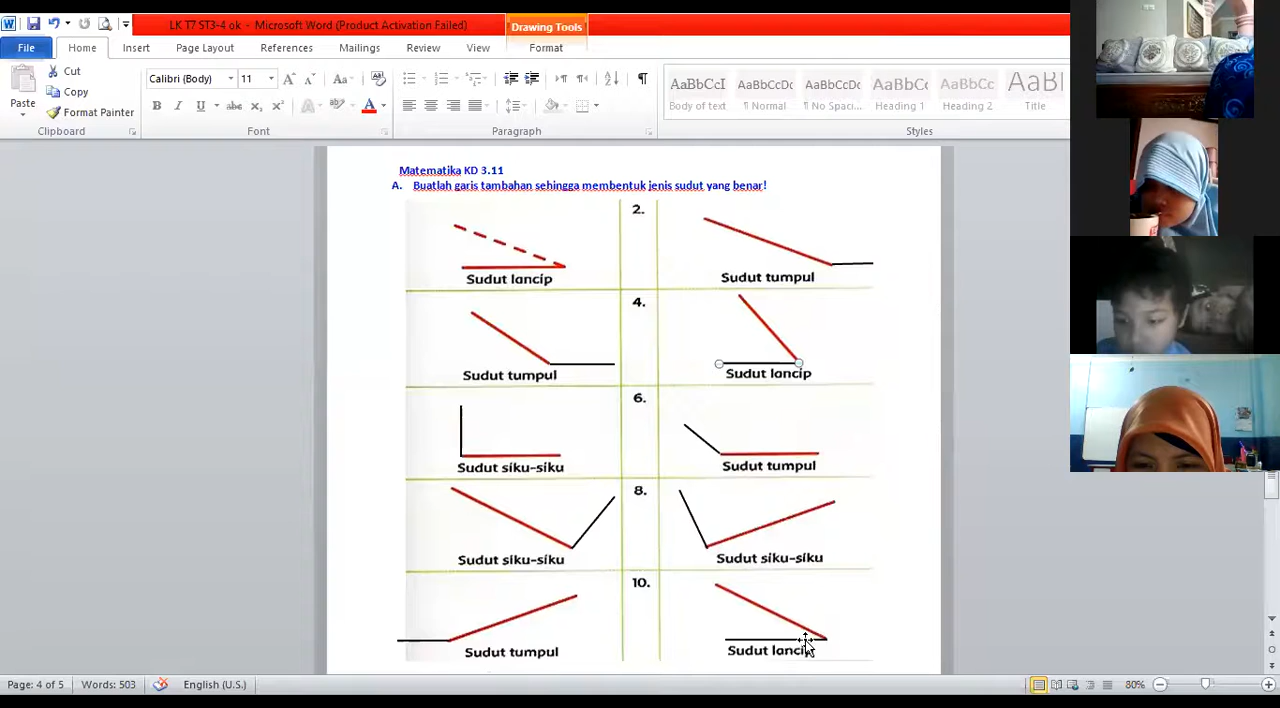 LK T7 ST3-4 ok - Microsoft Word (Product Activation Failed)
Drawing Tools
File Home Insert Page Layout References Mailings Review View Format
Paste
Cut
Copy
Format Painter
Clipboard
Calibri (Body) 11
Font
Paragraph
AaBbCcI AaBbCcDc AaBbCcDc AaBbCc AaBbCc AaBl
Body of text ¶ Normal ¶ No Spaci... Heading 1 Heading 2 Title
Styles
Matematika KD 3.11
A. Buatlah garis tambahan sehingga membentuk jenis sudut yang benar!
2.
Sudut lancip
Sudut tumpul
4.
Sudut tumpul
Sudut lancip
6.
Sudut siku-siku
Sudut tumpul
8.
Sudut siku-siku
Sudut siku-siku
10.
Sudut tumpul
Sudut lancip
Page: 4 of 5 Words: 503 English (U.S.) 80%